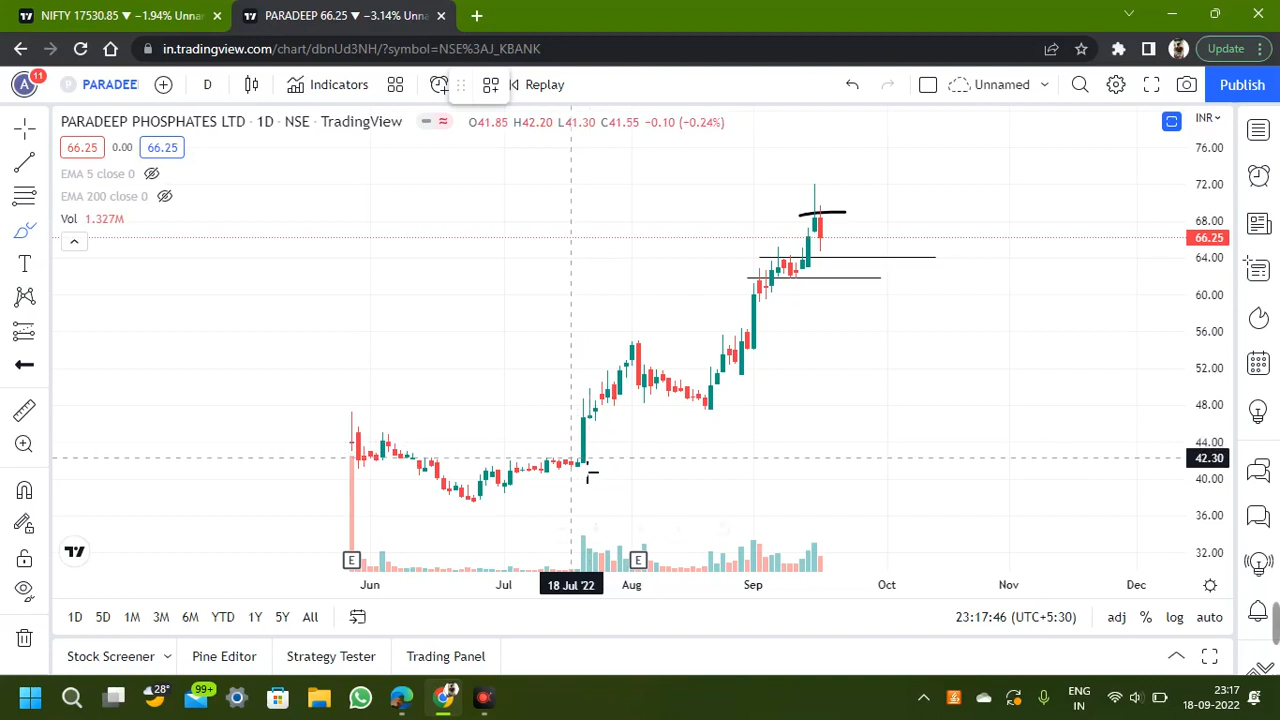 NIFTY 17530.85 ▼ −1.94% Unnar
PARADEEP 66.25 ▼ −3.14% Unnar
in.tradingview.com/chart/dbnUd3NH/?symbol=NSE%3AJ_KBANK
Update
A 11 P PARADEE D Indicators Replay Unnamed Publish
PARADEEP PHOSPHATES LTD · 1D · NSE · TradingView O41.85 H42.20 L41.30 C41.55 −0.10 (−0.24%) INR
66.25 0.00 66.25
EMA 5 close 0
EMA 200 close 0
Vol 1.327M
76.00
72.00
68.00
66.25
64.00
60.00
56.00
52.00
48.00
44.00
42.30
40.00
36.00
32.00
E E
Jun Jul 18 Jul '22 Aug Sep Oct Nov Dec
1D 5D 1M 3M 6M YTD 1Y 5Y All 23:17:46 (UTC+5:30) adj % log auto
Stock Screener Pine Editor Strategy Tester Trading Panel
28° 99+ ENG 23:17
IN 18-09-2022